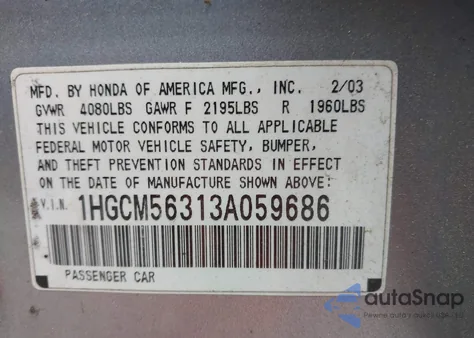 MFD. BY HONDA OF AMERICA MFG., INC. 2/03
GVWR 4080LBS GAWR F 2195LBS R 1960LBS
THIS VEHICLE CONFORMS TO ALL APPLICABLE
FEDERAL MOTOR VEHICLE SAFETY, BUMPER,
AND THEFT PREVENTION STANDARDS IN EFFECT
ON THE DATE OF MANUFACTURE SHOWN ABOVE:
V.I.N. 1HGCM56313A059686
PASSENGER CAR
autaSnap